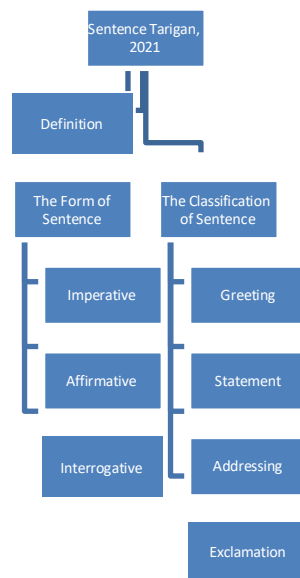 Sentence Tarigan,
2021
Definition
The Form of
Sentence
The Classification
of Sentence
Imperative
Greeting
Affirmative
Statement
Interrogative
Addressing
Exclamation